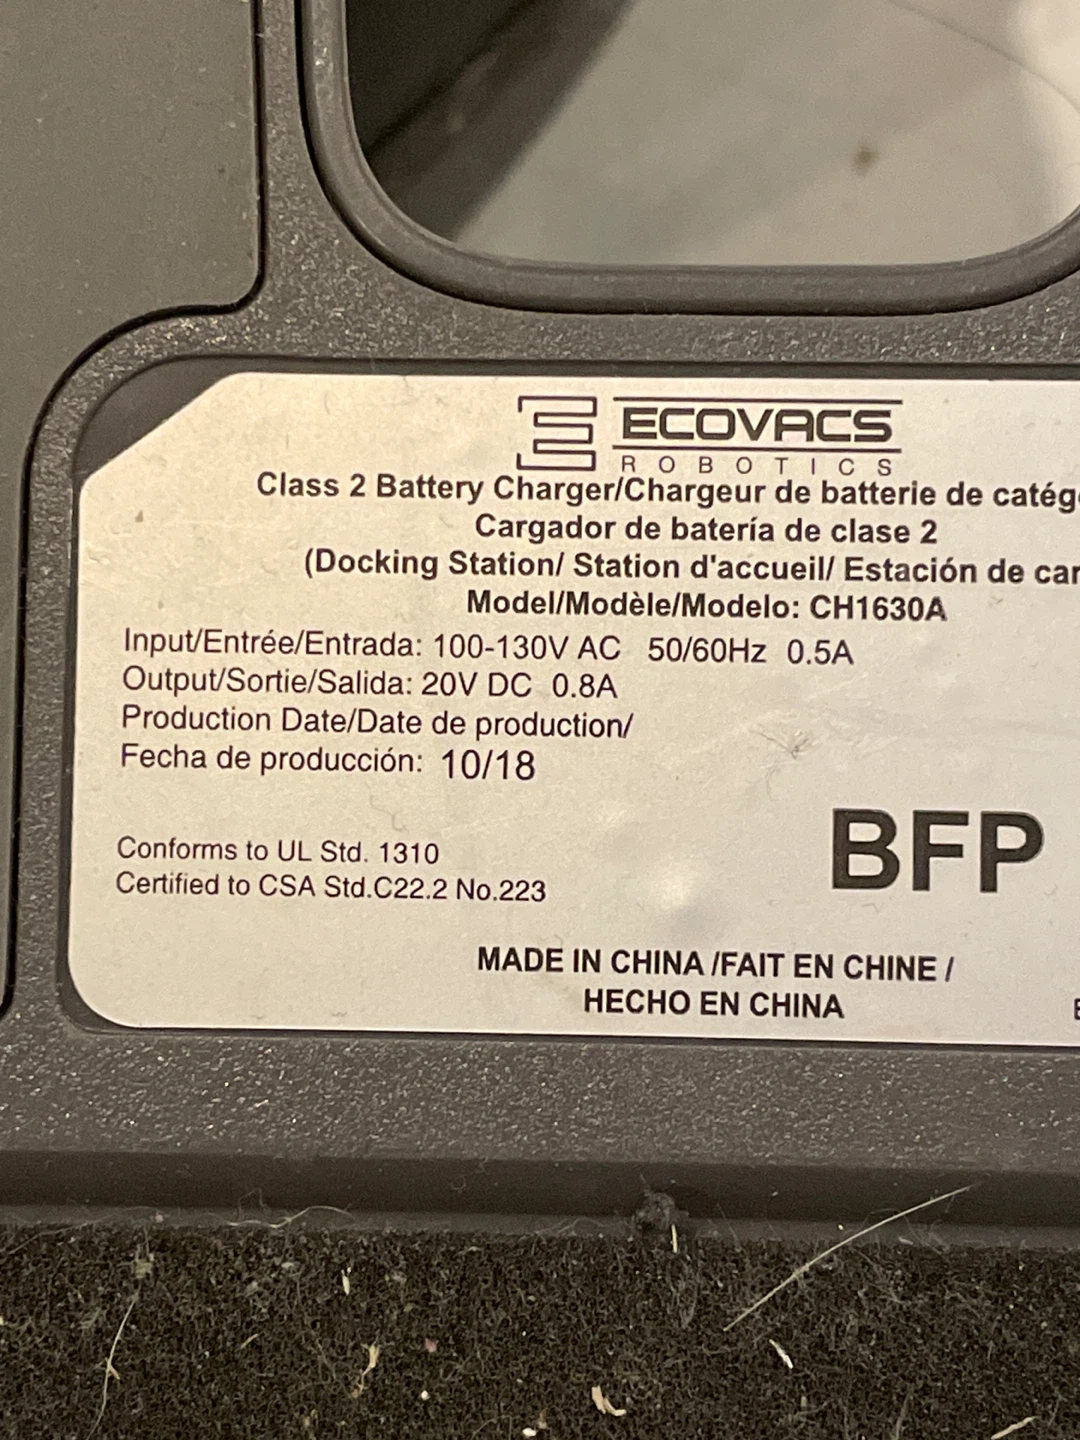 ECOVACS
ROBOTICS
Class 2 Battery Charger/Chargeur de batterie de
Cargador de batería de clase 2
(Docking Station/ Station d'accueil/ Estación de
Model/Modèle/Modelo: CH1630A
Input/Entrée/Entrada: 100-130V AC 50/60Hz 0.5A
Output/Sortie/Salida: 20V DC 0.8A
Production Date/Date de production/
Fecha de producción: 10/18
BFP
Conforms to UL Std. 1310
Certified to CSA Std.C22.2 No.223
MADE IN CHINA /FAIT EN CHINE /
HECHO EN CHINA